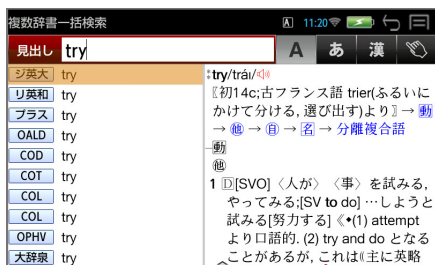 複数辞書一括検索
A 11:20
見出し try
A あ 漢
ジ英大 try
リ英和 try
プラス try
OALD try
COD try
COT try
COL try
COL try
OPHV try
大辞泉 try
try/trái/
〖初14c;古フランス語 trier(ふるいに
かけて分ける, 選び出す)より〗→ 動
→ 他 → 自 → 名 → 分離複合語
動
他
1 D[SVO] 〈人が〉〈事〉を試みる,
やってみる;[SV to do] …しようと
試みる[努力する]《◆(1) attempt
より口語的. (2) try and do となる
ことがあるが, これは《主に英略